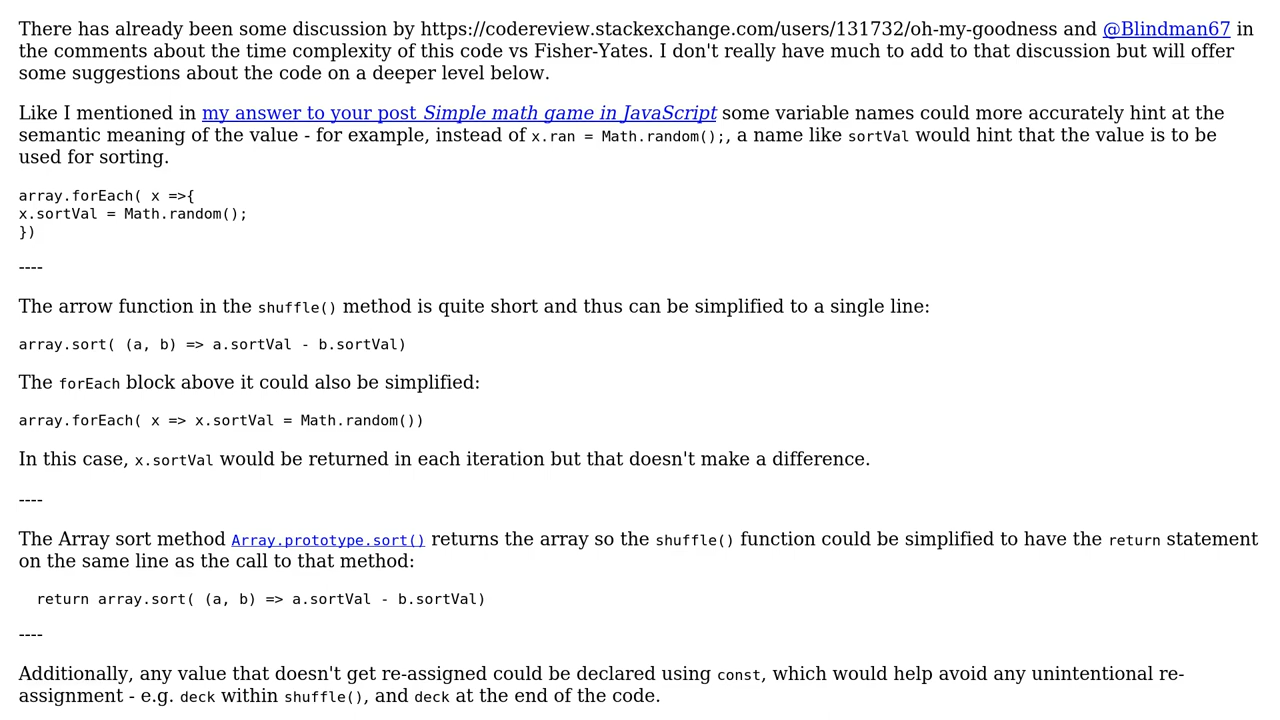 There has already been some discussion by https://codereview.stackexchange.com/users/131732/oh-my-goodness and @Blindman67 in
the comments about the time complexity of this code vs Fisher-Yates. I don't really have much to add to that discussion but will offer
some suggestions about the code on a deeper level below.
Like I mentioned in my answer to your post Simple math game in JavaScript some variable names could more accurately hint at the
semantic meaning of the value - for example, instead of x.ran = Math.random();, a name like sortVal would hint that the value is to be
used for sorting.
array.forEach( x =>{
x.sortVal = Math.random();
})
----
The arrow function in the shuffle() method is quite short and thus can be simplified to a single line:
array.sort( (a, b) => a.sortVal - b.sortVal)
The forEach block above it could also be simplified:
array.forEach( x => x.sortVal = Math.random())
In this case, x.sortVal would be returned in each iteration but that doesn't make a difference.
----
The Array sort method Array.prototype.sort() returns the array so the shuffle() function could be simplified to have the return statement
on the same line as the call to that method:
  return array.sort( (a, b) => a.sortVal - b.sortVal)
----
Additionally, any value that doesn't get re-assigned could be declared using const, which would help avoid any unintentional re-
assignment - e.g. deck within shuffle(), and deck at the end of the code.